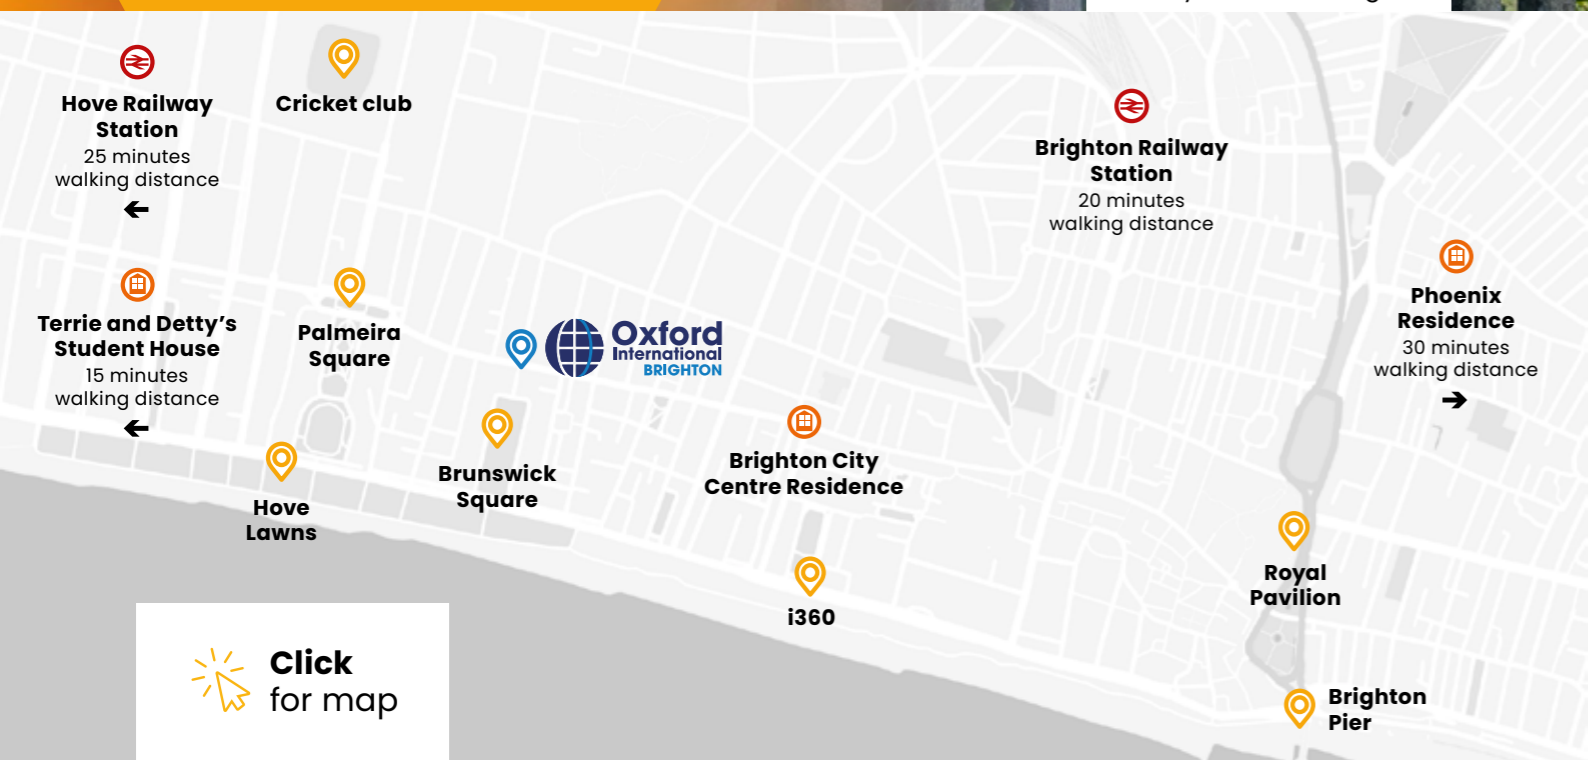 Hove Railway
Station
25 minutes
walking distance
Cricket club
Brighton Railway
Station
20 minutes
walking distance
Terrie and Detty’s
Student House
15 minutes
walking distance
Palmeira
Square
Oxford
International
BRIGHTON
Phoenix
Residence
30 minutes
walking distance
Brunswick
Square
Brighton City
Centre Residence
Hove
Lawns
i360
Royal
Pavilion
Brighton
Pier
Click
for map